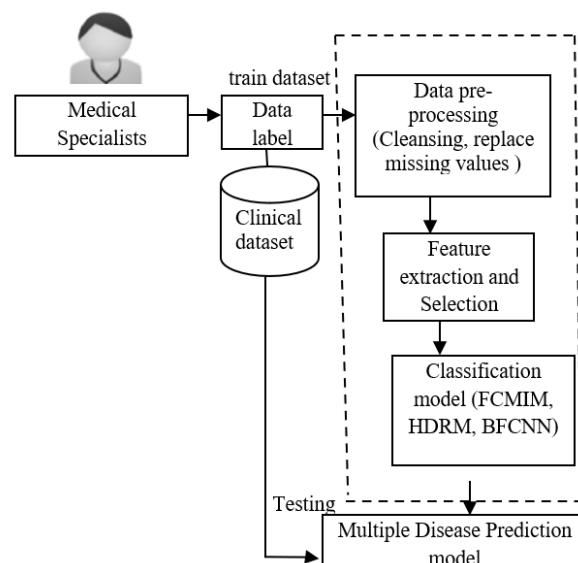 train dataset
Medical
Specialists
Data
label
Data pre-
processing
(Cleansing, replace
missing values )
Clinical
dataset
Feature
extraction and
Selection
Classification
model (FCMIM,
HDRM, BFCNN)
Testing
Multiple Disease Prediction
model